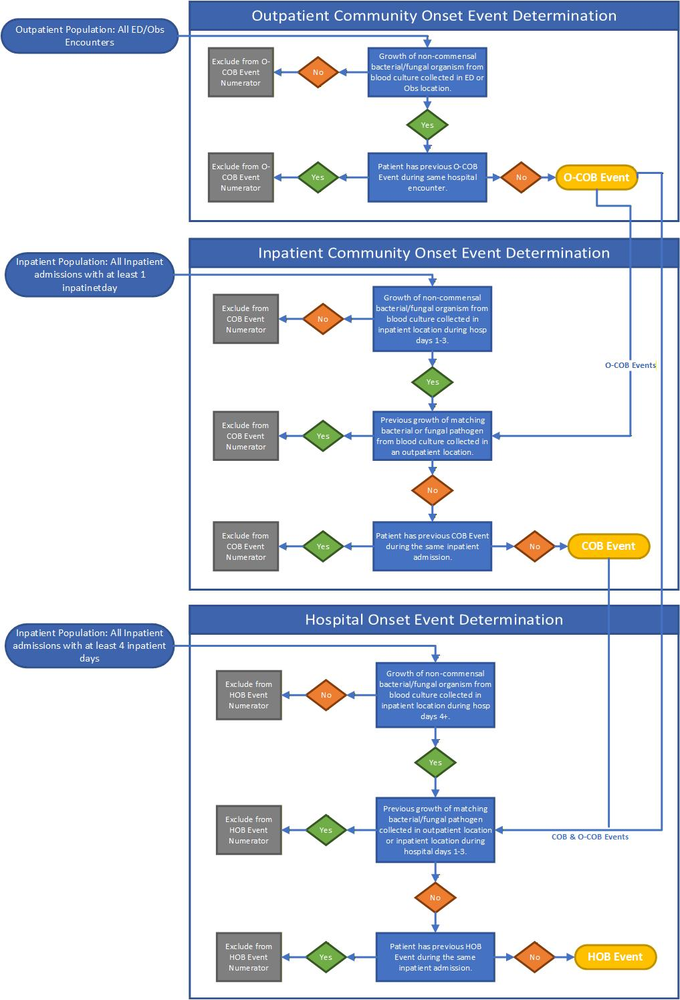 Outpatient Community Onset Event Determination
Outpatient Population: All ED/Obs
Encounters
Growth of non-commensal
bacterial/fungal organism from
blood culture collected in ED or
Obs location.
No
Exclude from O-
COB Event
Numerator
Yes
Patient has previous O-COB
Event during same hospital
encounter.
Yes
Exclude from O-
COB Event
Numerator
No
O-COB Event
Inpatient Community Onset Event Determination
Inpatient Population: All Inpatient
admissions with at least 1
inpatinetday
Growth of non-commensal
bacterial/fungal organism from
blood culture collected in
inpatient location during hosp
days 1-3.
No
Exclude from
COB Event
Numerator
Yes
O-COB Events
Previous growth of matching
bacterial or fungal pathogen
from blood culture collected in
an outpatient location.
Yes
Exclude from
COB Event
Numerator
No
Patient has previous COB Event
during the same inpatient
admission.
Yes
Exclude from
COB Event
Numerator
No
COB Event
Hospital Onset Event Determination
Inpatient Population: All Inpatient
admissions with at least 4 inpatient
days
Growth of non-commensal
bacterial/fungal organism from
blood culture collected in
inpatient location during hosp
days 4+.
No
Exclude from
HOB Event
Numerator
Yes
Previous growth of matching
bacterial/fungal pathogen
collected in outpatient location
or inpatient location during
hospital days 1-3.
Yes
Exclude from
HOB Event
Numerator
COB & O-COB Events
No
Patient has previous HOB
Event during the same
inpatient admission.
Yes
Exclude from
HOB Event
Numerator
No
HOB Event